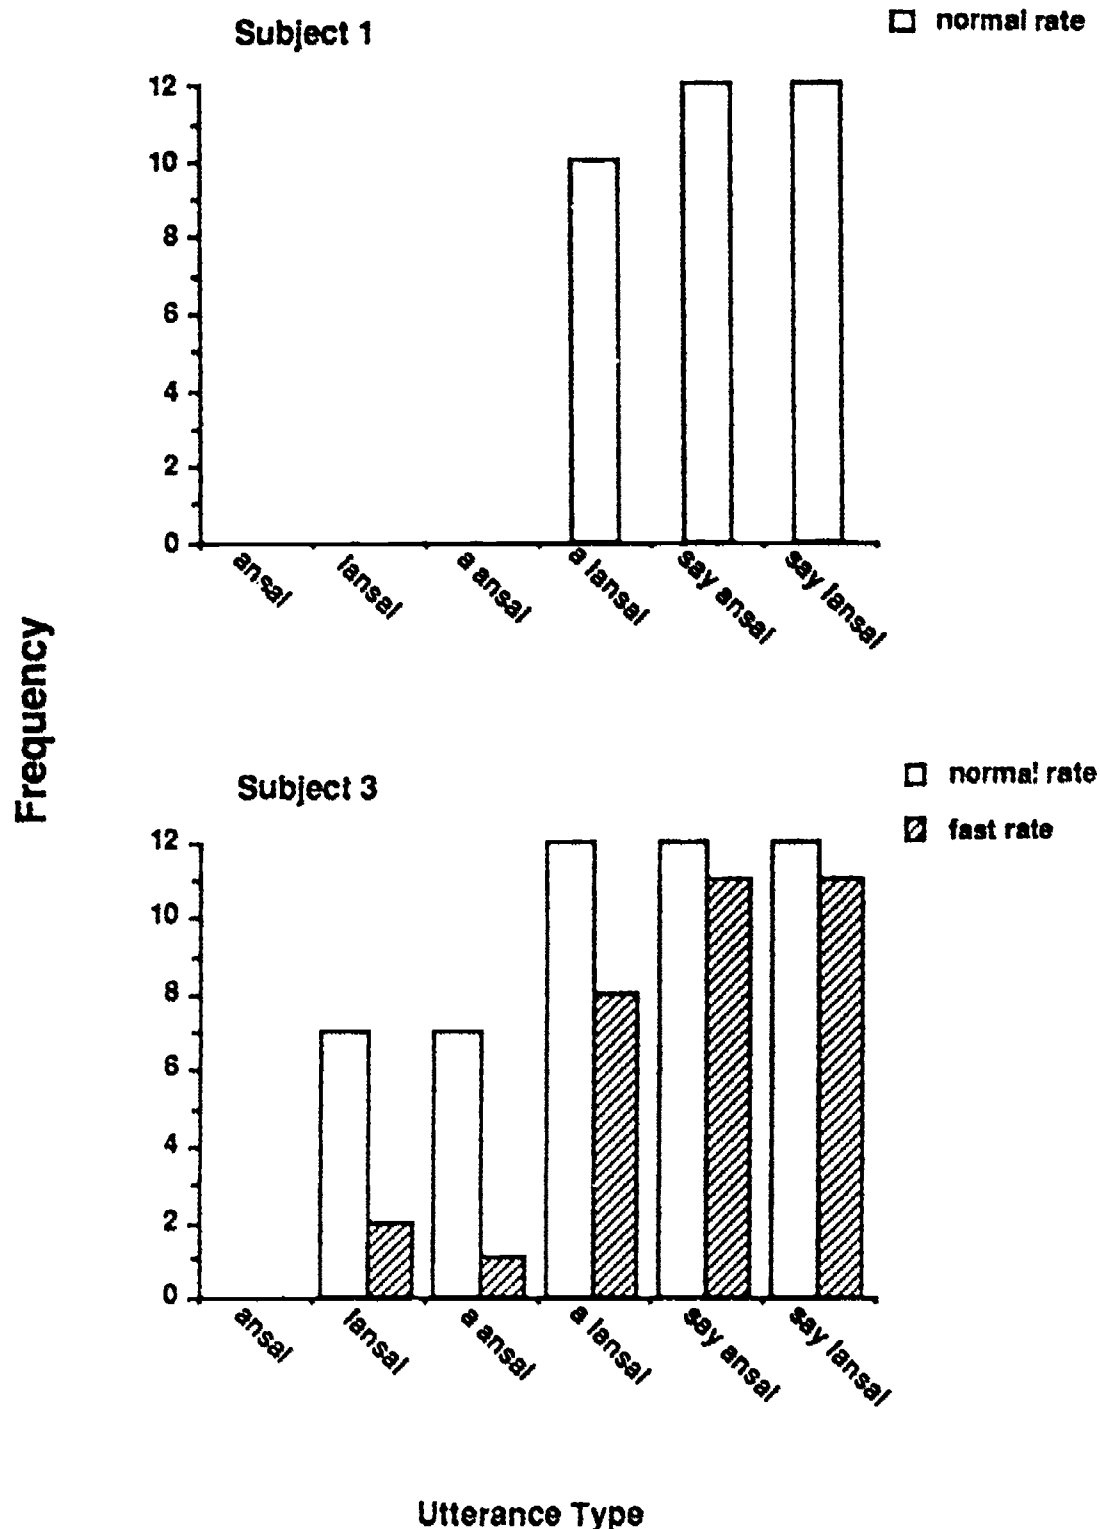 Subject 1
normal rate
12
10
8
6
4
2
0
ansal
lansal
a ansal
a lansal
say ansal
say lansal
Frequency
Subject 3
normal rate
fast rate
12
10
8
6
4
2
0
ansal
lansal
a ansal
a lansal
say ansal
say lansal
Utterance Type